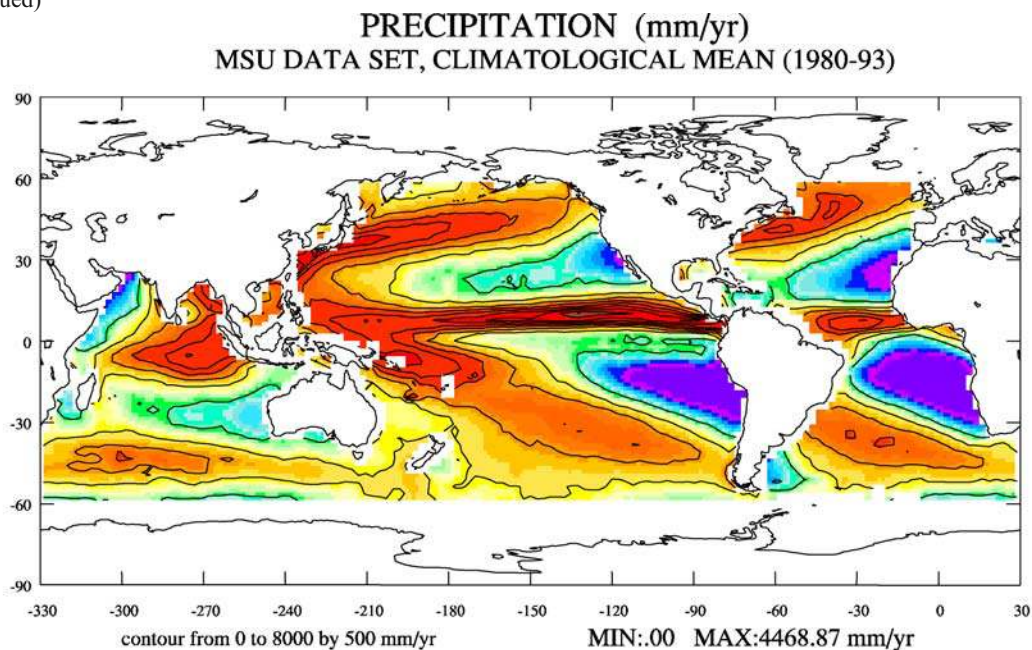 ued)
PRECIPITATION (mm/yr)
MSU DATA SET, CLIMATOLOGICAL MEAN (1980-93)
90
60
30
0
-30
-60
-90
-330 -300 -270 -240 -210 -180 -150 -120 -90 -60 -30 0 30
contour from 0 to 8000 by 500 mm/yr MIN:.00 MAX:4468.87 mm/yr